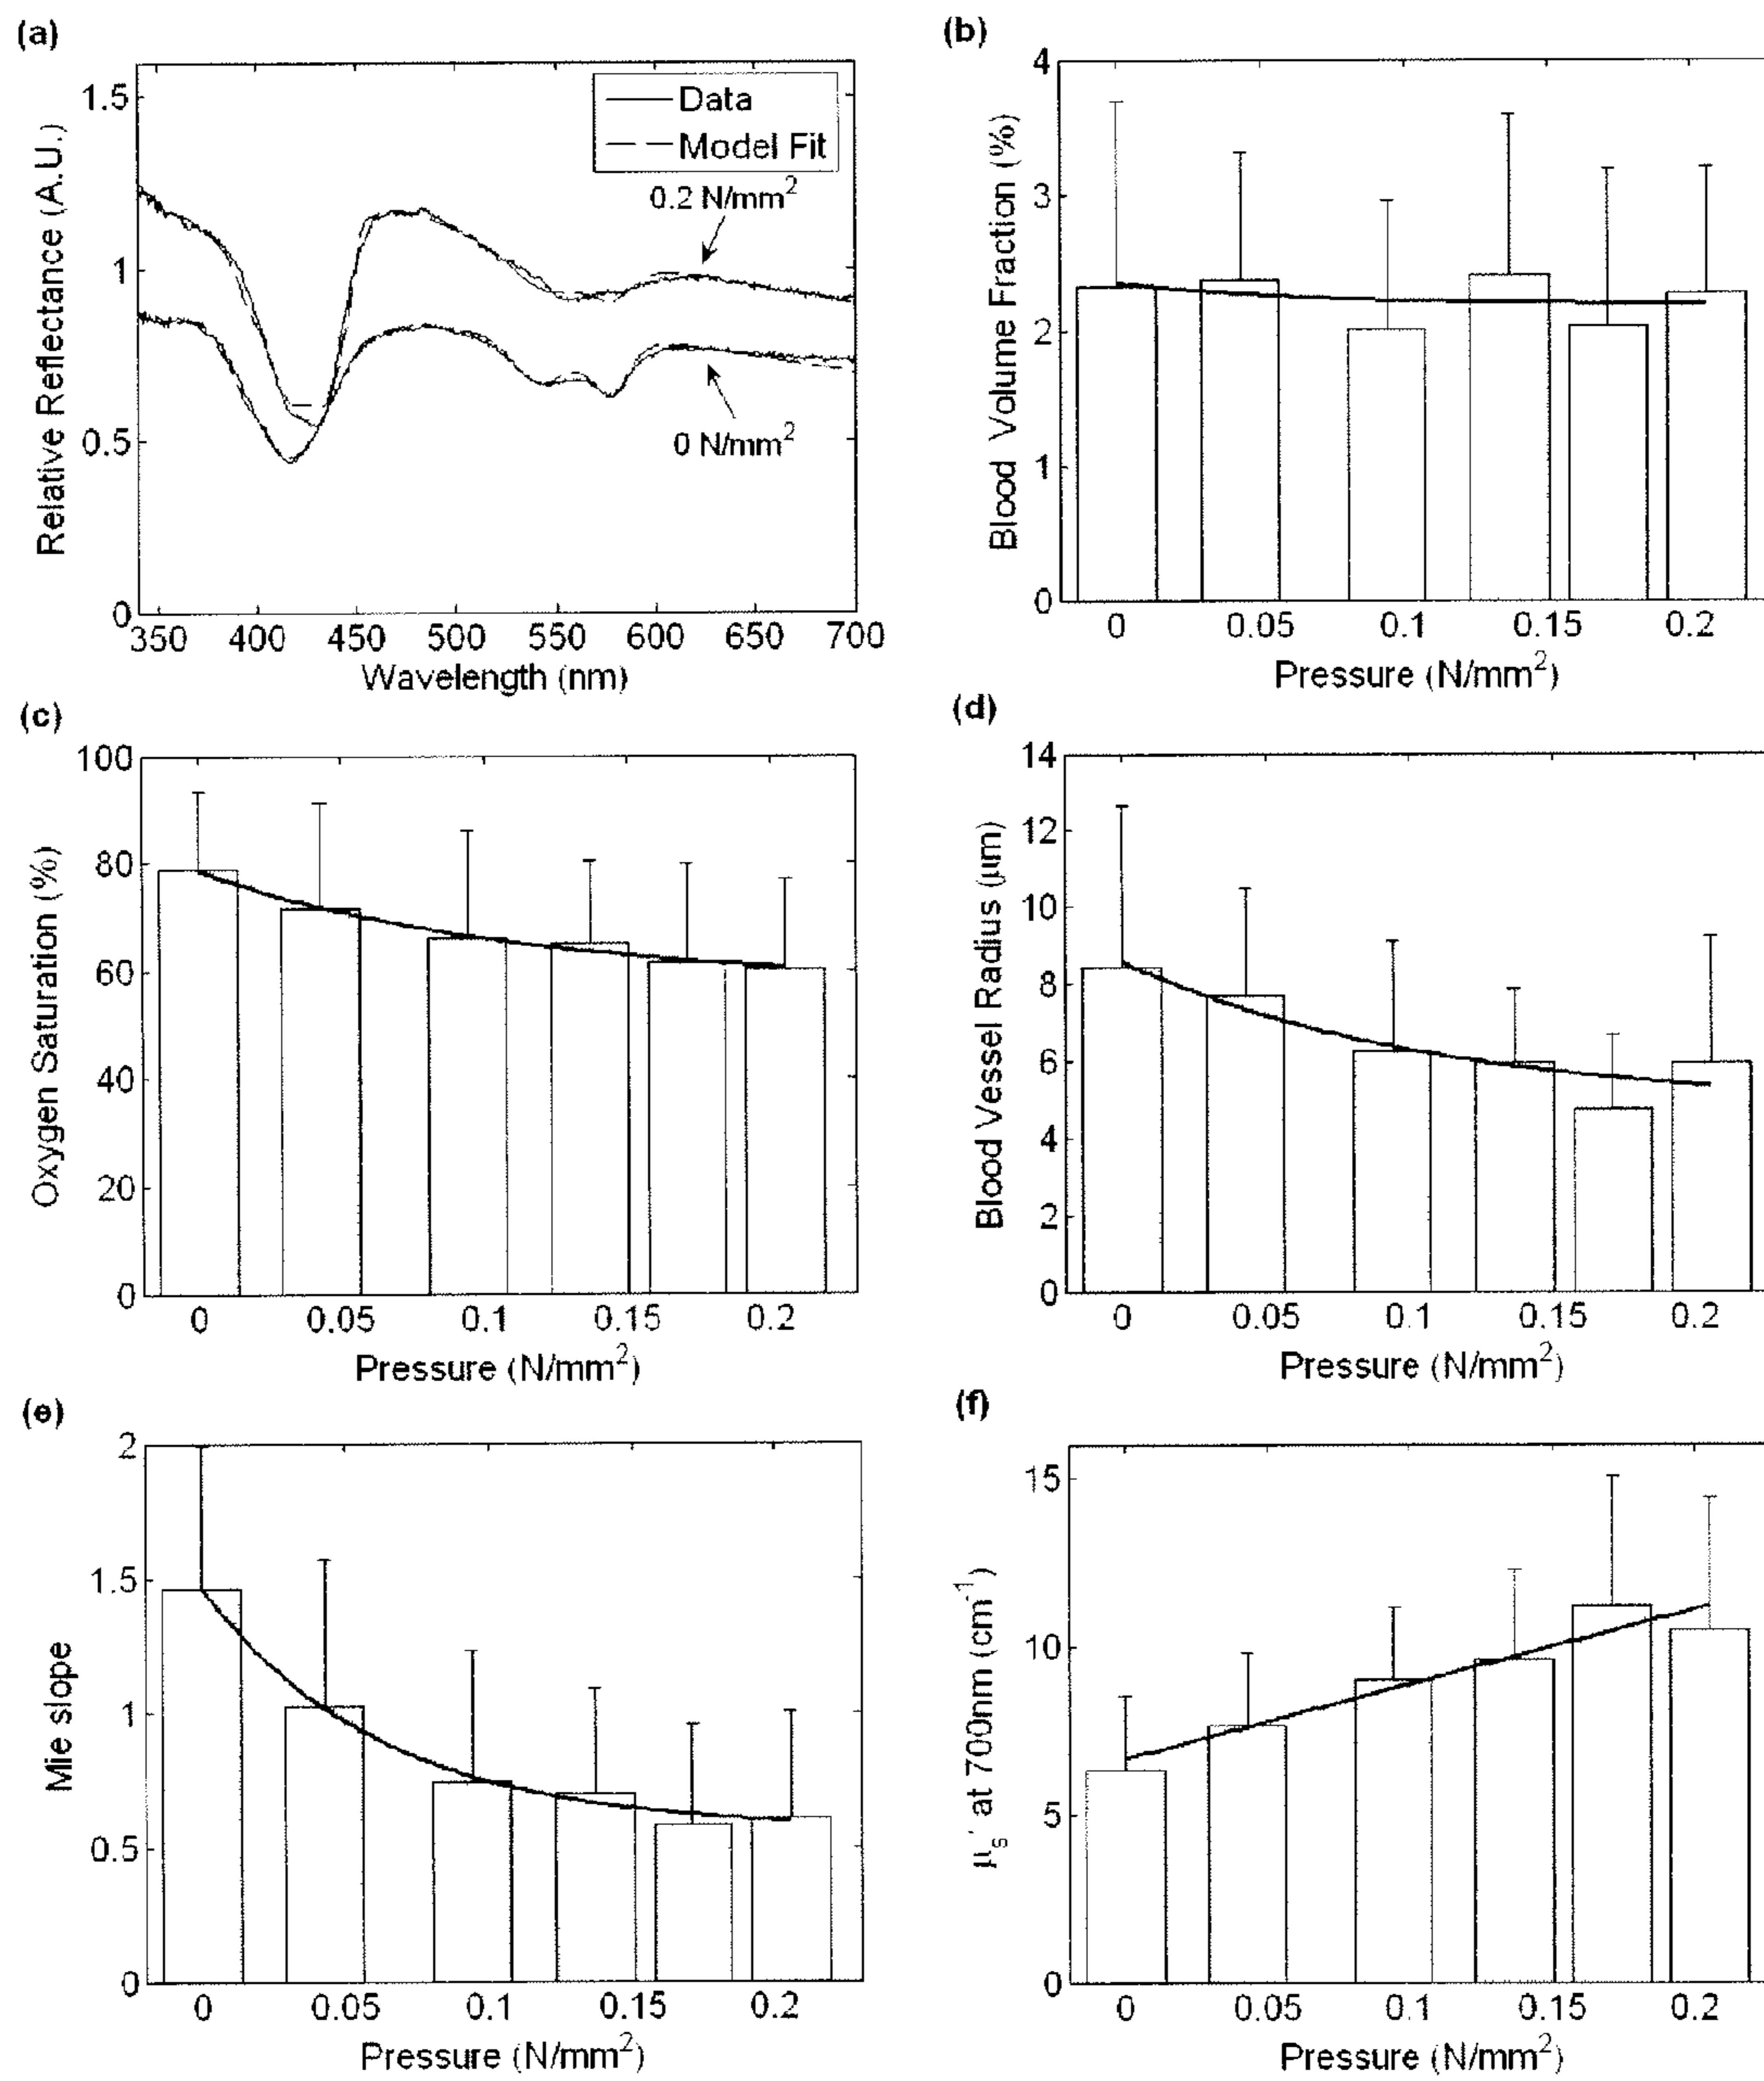 (a)
1.5
1
0.5
0
Relative Reflectance (A.U.)
Data
Model Fit
0.2 N/mm²
0 N/mm²
350 400 450 500 550 600 650 700
Wavelength (nm)
(b)
4
3
2
1
0
Blood Volume Fraction (%)
0 0.05 0.1 0.15 0.2
Pressure (N/mm²)
(c)
100
80
60
40
20
0
Oxygen Saturation (%)
0 0.05 0.1 0.15 0.2
Pressure (N/mm²)
(d)
14
12
10
8
6
4
2
0
Blood Vessel Radius (μm)
0 0.05 0.1 0.15 0.2
Pressure (N/mm²)
(e)
2
1.5
1
0.5
0
Mie slope
0 0.05 0.1 0.15 0.2
Pressure (N/mm²)
(f)
15
10
5
0
μs' at 700nm (cm⁻¹)
0 0.05 0.1 0.15 0.2
Pressure (N/mm²)